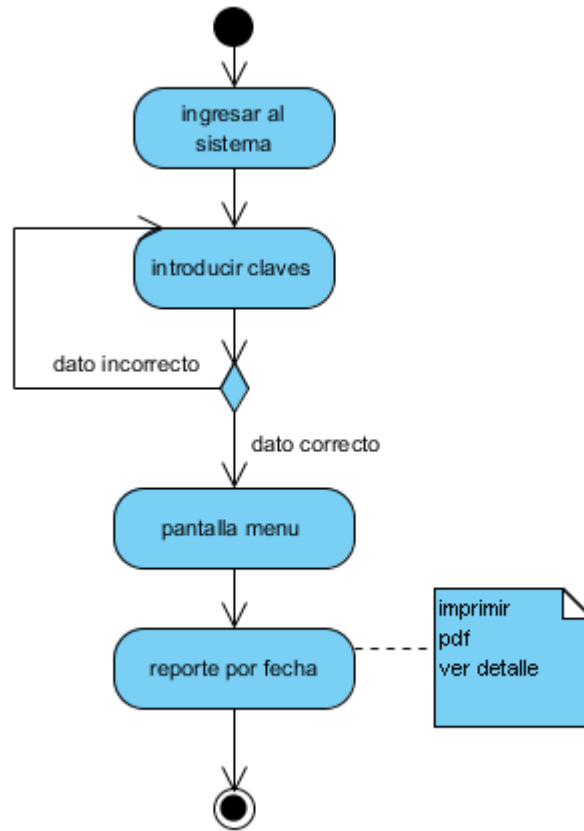 ingresar al
sistema
introducir claves
dato incorrecto
dato correcto
pantalla menu
reporte por fecha
imprimir
pdf
ver detalle